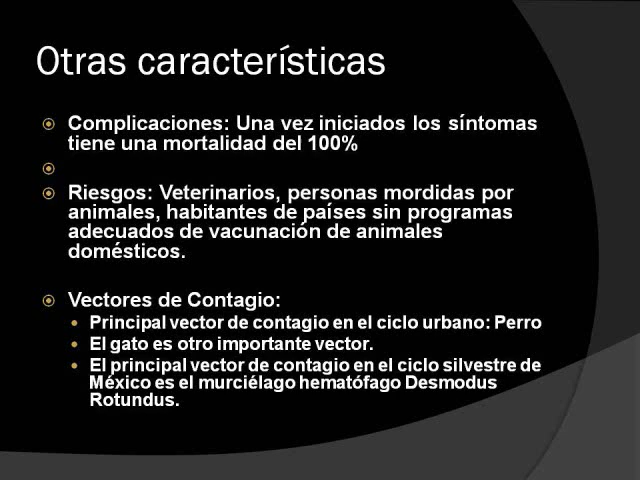 Otras características
Complicaciones: Una vez iniciados los síntomas
tiene una mortalidad del 100%
Riesgos: Veterinarios, personas mordidas por
animales, habitantes de países sin programas
adecuados de vacunación de animales
domésticos.
Vectores de Contagio:
Principal vector de contagio en el ciclo urbano: Perro
El gato es otro importante vector.
El principal vector de contagio en el ciclo silvestre de
México es el murciélago hematófago Desmodus
Rotundus.